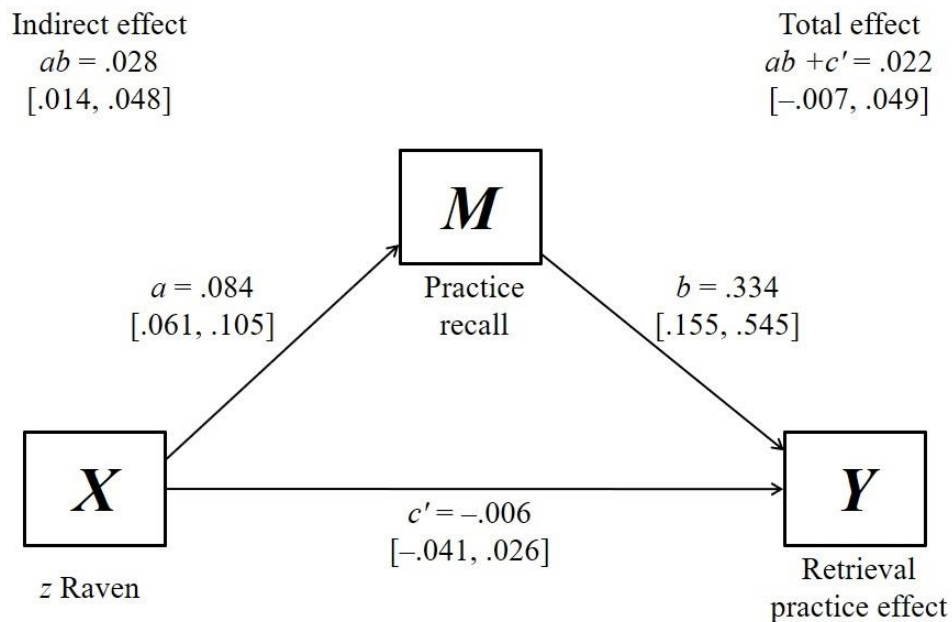 Indirect effect
ab = .028
[.014, .048]
Total effect
ab +c' = .022
[–.007, .049]
M
Practice
recall
a = .084
[.061, .105]
b = .334
[.155, .545]
X
z Raven
c' = –.006
[–.041, .026]
Y
Retrieval
practice effect